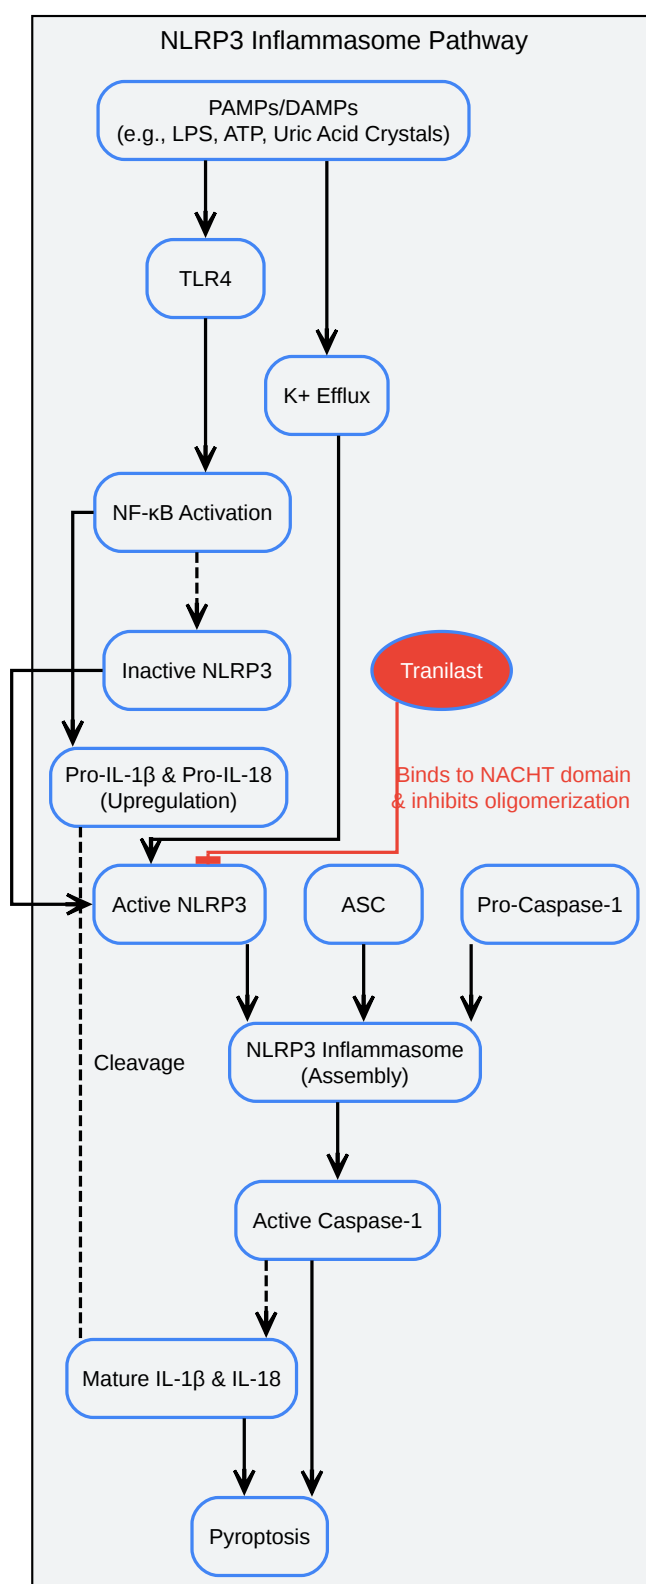 NLRP3 Inflammasome Pathway
PAMPs/DAMPs
(e.g., LPS, ATP, Uric Acid Crystals)
TLR4
K+ Efflux
NF-κB Activation
Inactive NLRP3
Tranilast
Pro-IL-1β & Pro-IL-18
(Upregulation)
Binds to NACHT domain
& inhibits oligomerization
Active NLRP3
ASC
Pro-Caspase-1
NLRP3 Inflammasome
(Assembly)
Cleavage
Active Caspase-1
Mature IL-1β & IL-18
Pyroptosis